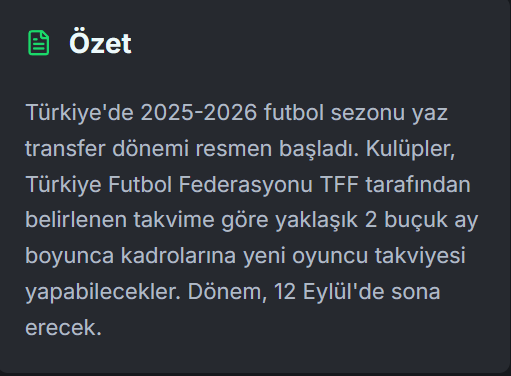 Özet
Türkiye'de 2025-2026 futbol sezonu yaz
transfer dönemi resmen başladı. Kulüpler,
Türkiye Futbol Federasyonu TFF tarafından
belirlenen takvime göre yaklaşık 2 buçuk ay
boyunca kadrolarına yeni oyuncu takviyesi
yapabilecekler. Dönem, 12 Eylül'de sona
erecek.